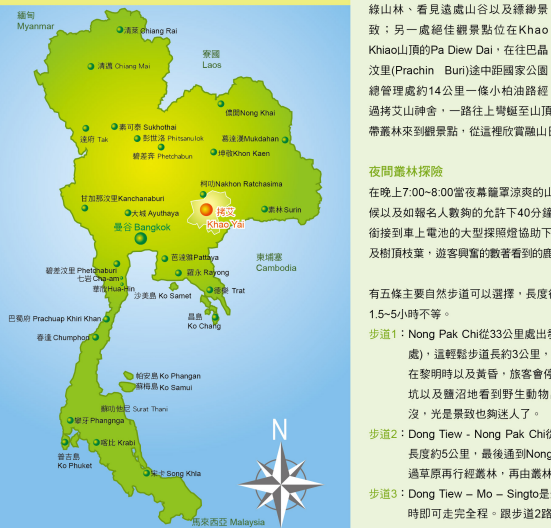 緬甸
Myanmar
清萊 Chiang Rai
寮國
Laos
清邁 Chiang Mai
儂開Nong Khai
素可泰 Sukhothai
達府 Tak
彭世洛 Phitsanulok
莫達漢Mukdahan
碧差奔 Phetchabun
坤敬Khon Kaen
柯叻Nakhon Ratchasima
甘加那汶里Kanchanaburi
拷艾
Khao Yai
大城 Ayuthaya
素林 Surin
曼谷 Bangkok
芭達雅Pattaya
柬埔寨
Cambodia
碧差汶里 Phetchaburi
七岩 Cha-am
羅永 Rayong
華欣Hua-Hin
沙美島 Ko Samet
達叻 Trat
昌島
Ko Chang
巴蜀府 Prachuap Khiri Khan
春蓬 Chumphon
帕安島 Ko Phangan
蘇梅島 Ko Samui
蘇叻他尼 Surat Thani
攀牙 Phangnga
喀比 Krabi
普吉島
Ko Phuket
宋卡 Song Khla
馬來西亞 Malaysia
N
綠山林、看見遠處山谷以及縹緲景
致；另一處絕佳觀景點位在Khao
Khiao山頂的Pa Diew Dai，在往巴晶
汶里(Prachin Buri)途中距國家公園
總管理處約14公里一條小柏油路經
過拷艾山神舍，一路往上彎蜒至山頂
帶叢林來到觀景點，從這裡欣賞融山日
夜間叢林探險
在晚上7:00~8:00當夜幕籠罩涼爽的山
候以及如報名人數夠的允許下40分鐘
銜接到車上電池的大型探照燈協助下
及樹頂枝葉，遊客興奮的數著看到的鹿
有五條主要自然步道可以選擇，長度從
1.5~5小時不等。
步道1：Nong Pak Chi從33公里處出發
處)，這輕鬆步道長約3公里，
在黎明時以及黃昏，旅客會停
坑以及鹽沼地看到野生動物
沒，光是景致也夠迷人了。
步道2：Dong Tiew - Nong Pak Chi從
長度約5公里，最後通到Nong
過草原再行經叢林，再由叢林
步道3：Dong Tiew – Mo – Singto是
時即可走完全程。跟步道2路